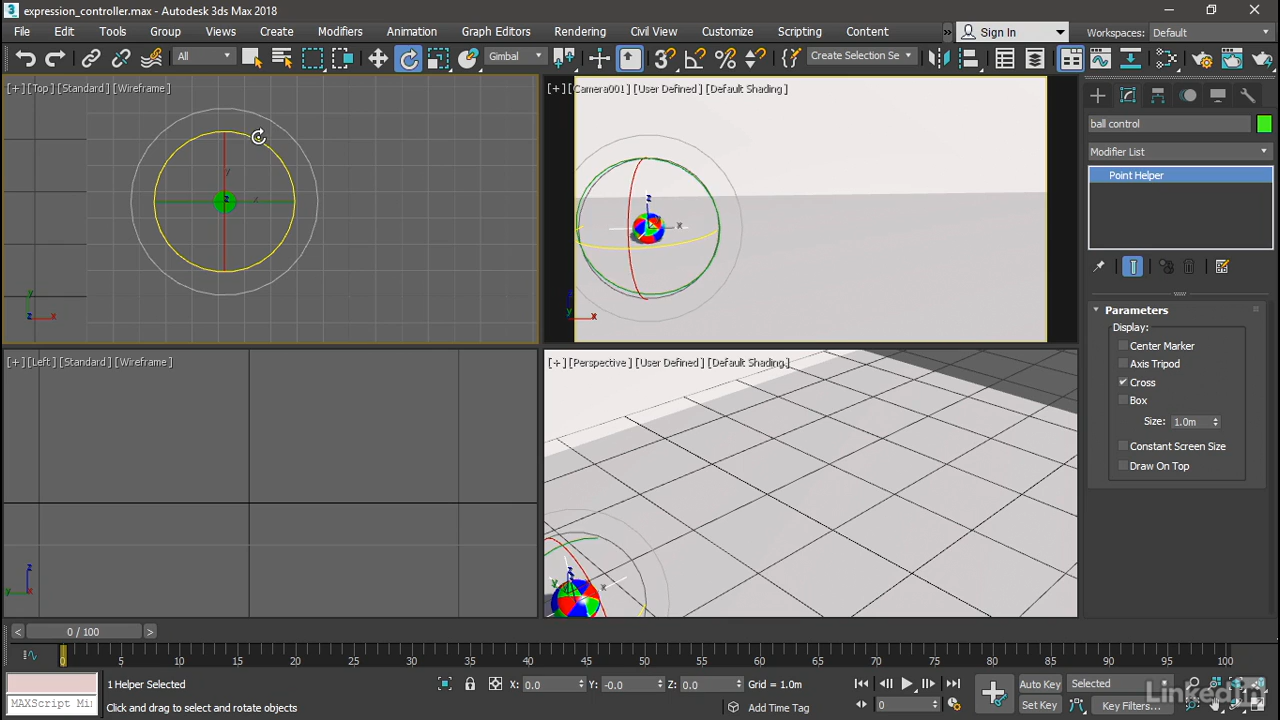 expression_controller.max - Autodesk 3ds Max 2018
File Edit Tools Group Views Create Modifiers Animation Graph Editors Rendering Civil View Customize Scripting Content » Sign In Workspaces: Default
All Gimbal Create Selection Se
[+] [Top] [Standard] [Wireframe]
[+] [Camera001] [User Defined] [Default Shading]
ball control
Modifier List
Point Helper
Parameters
Display:
Center Marker
Axis Tripod
Cross
Box
Size: 1.0m
Constant Screen Size
Draw On Top
[+] [Left] [Standard] [Wireframe]
[+] [Perspective] [User Defined] [Default Shading]
< 0 / 100 >
0 5 10 15 20 25 30 35 40 45 50 55 60 65 70 75 80 85 90 95 100
1 Helper Selected X: 0.0 Y: -0.0 Z: 0.0 Grid = 1.0m Auto Key Selected
MAXScript Mi Click and drag to select and rotate objects Add Time Tag 0 Set Key Key Filters...